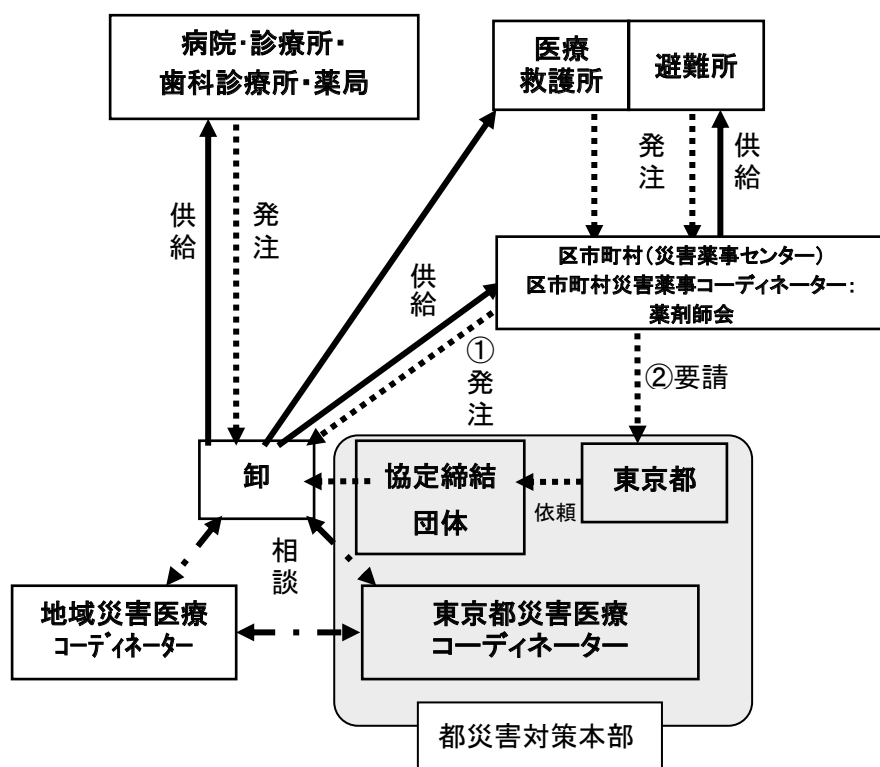 病院・診療所・
歯科診療所・薬局
医療
救護所
避難所
供給
発注
発注
供給
区市町村(災害薬事センター)
区市町村災害薬事コーディネーター:
薬剤師会
供給
①発注
②要請
卸
協定締結
団体
依頼
東京都
相談
地域災害医療
コーディネーター
東京都災害医療
コーディネーター
都災害対策本部